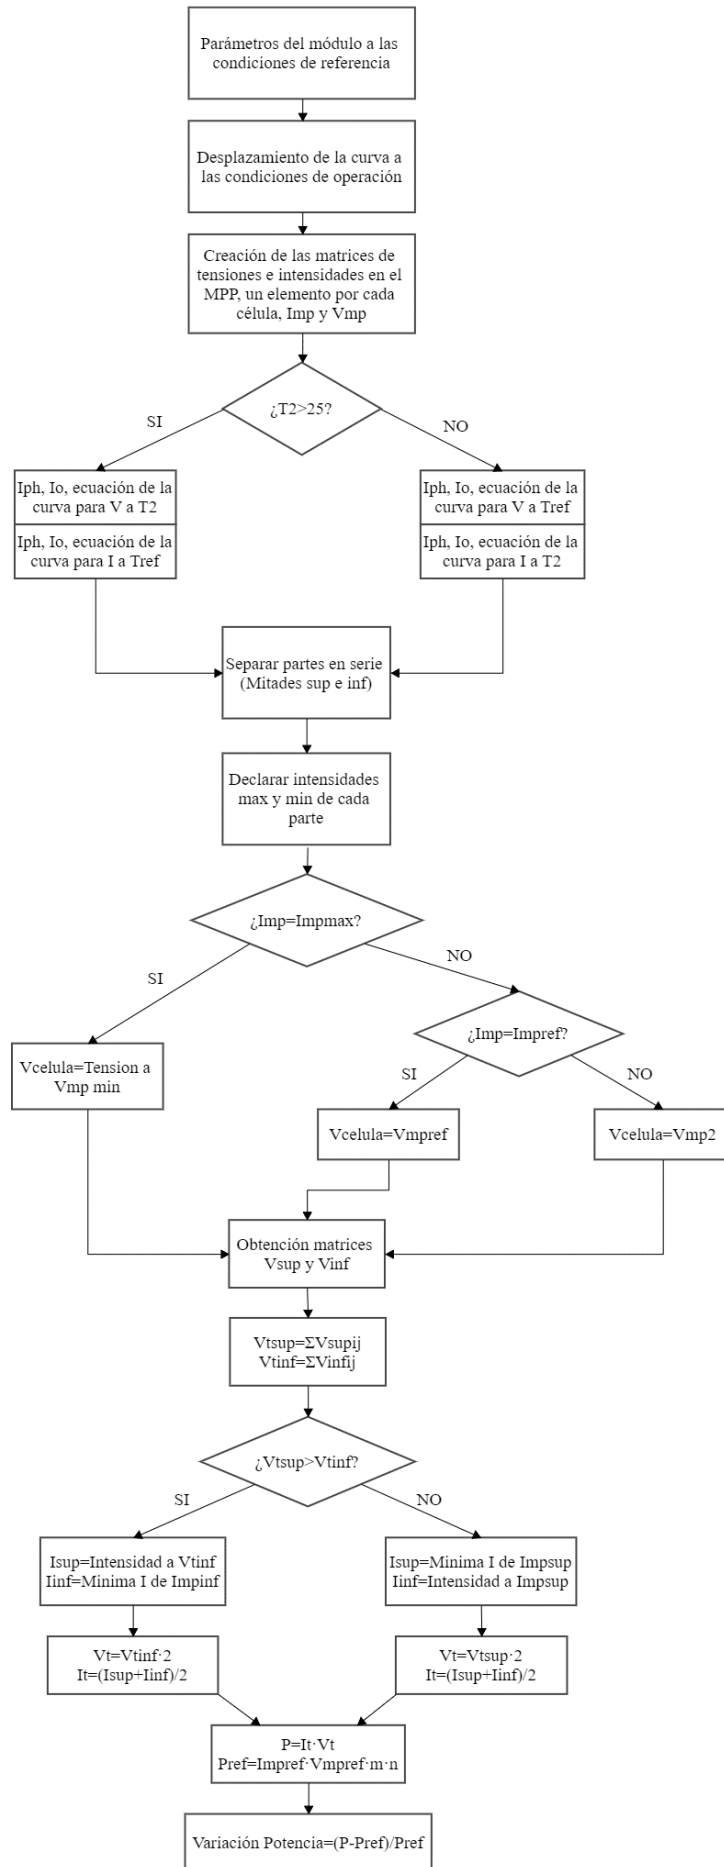 Parámetros del módulo a las
condiciones de referencia
Desplazamiento de la curva a
las condiciones de operación
Creación de las matrices de
tensiones e intensidades en el
MPP, un elemento por cada
célula, Imp y Vmp
¿T2>25?
SI
NO
Iph, Io, ecuación de la
curva para V a T2
Iph, Io, ecuación de la
curva para I a Tref
Iph, Io, ecuación de la
curva para V a Tref
Iph, Io, ecuación de la
curva para I a T2
Separar partes en serie
(Mitades sup e inf)
Declarar intensidades
max y min de cada
parte
¿Imp=Impmax?
SI
NO
Vcelula=Tension a
Vmp min
¿Imp=Impref?
SI
NO
Vcelula=Vmpref
Vcelula=Vmp2
Obtención matrices
Vsup y Vinf
Vtsup=ΣVsupij
Vtinf=ΣVinfij
¿Vtsup>Vtinf?
SI
NO
Isup=Intensidad a Vtinf
Iinf=Minima I de Impinf
Isup=Minima I de Impsup
Iinf=Intensidad a Impsup
Vt=Vtinf·2
It=(Isup+Iinf)/2
Vt=Vtsup·2
It=(Isup+Iinf)/2
P=It·Vt
Pref=Impref·Vmpref·m·n
Variación Potencia=(P-Pref)/Pref